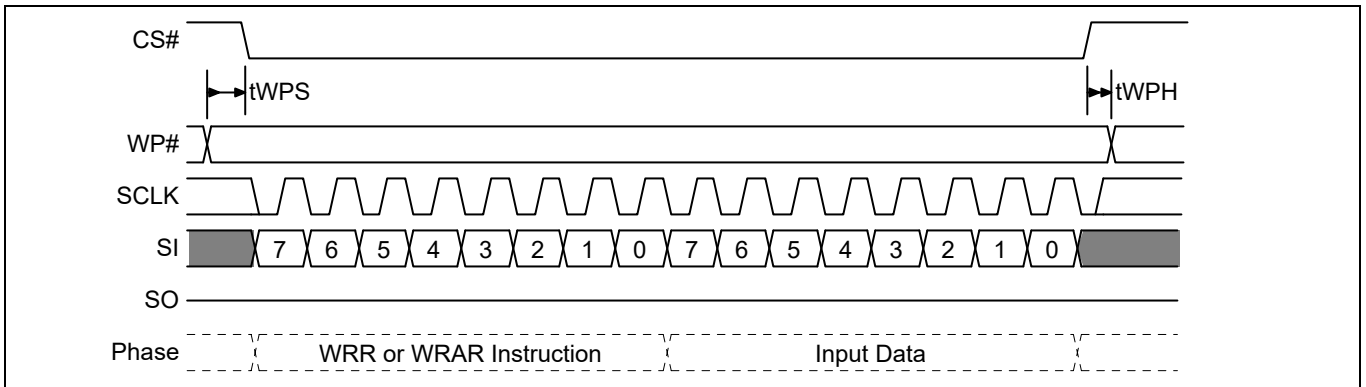 CS#
tWPS
tWPH
WP#
SCLK
SI 7 6 5 4 3 2 1 0 7 6 5 4 3 2 1 0
SO
Phase WRR or WRAR Instruction Input Data